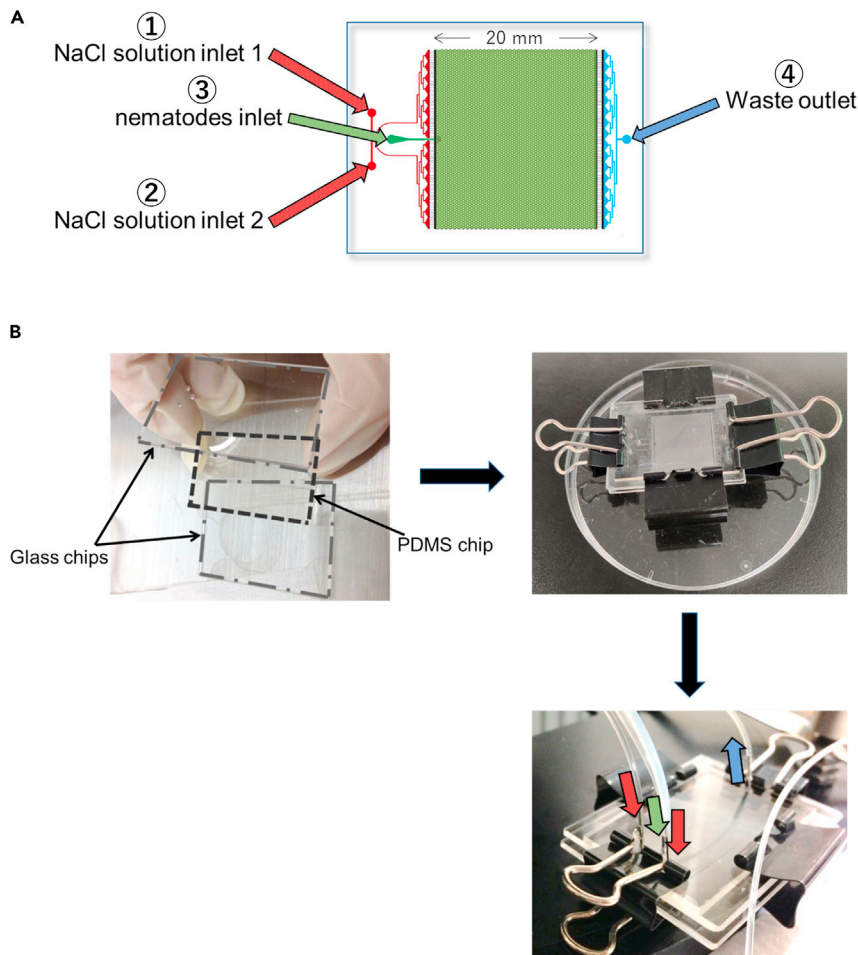 A
①
NaCl solution inlet 1
③
nematodes inlet
②
NaCl solution inlet 2
20 mm
④
Waste outlet
B
Glass chips
PDMS chip